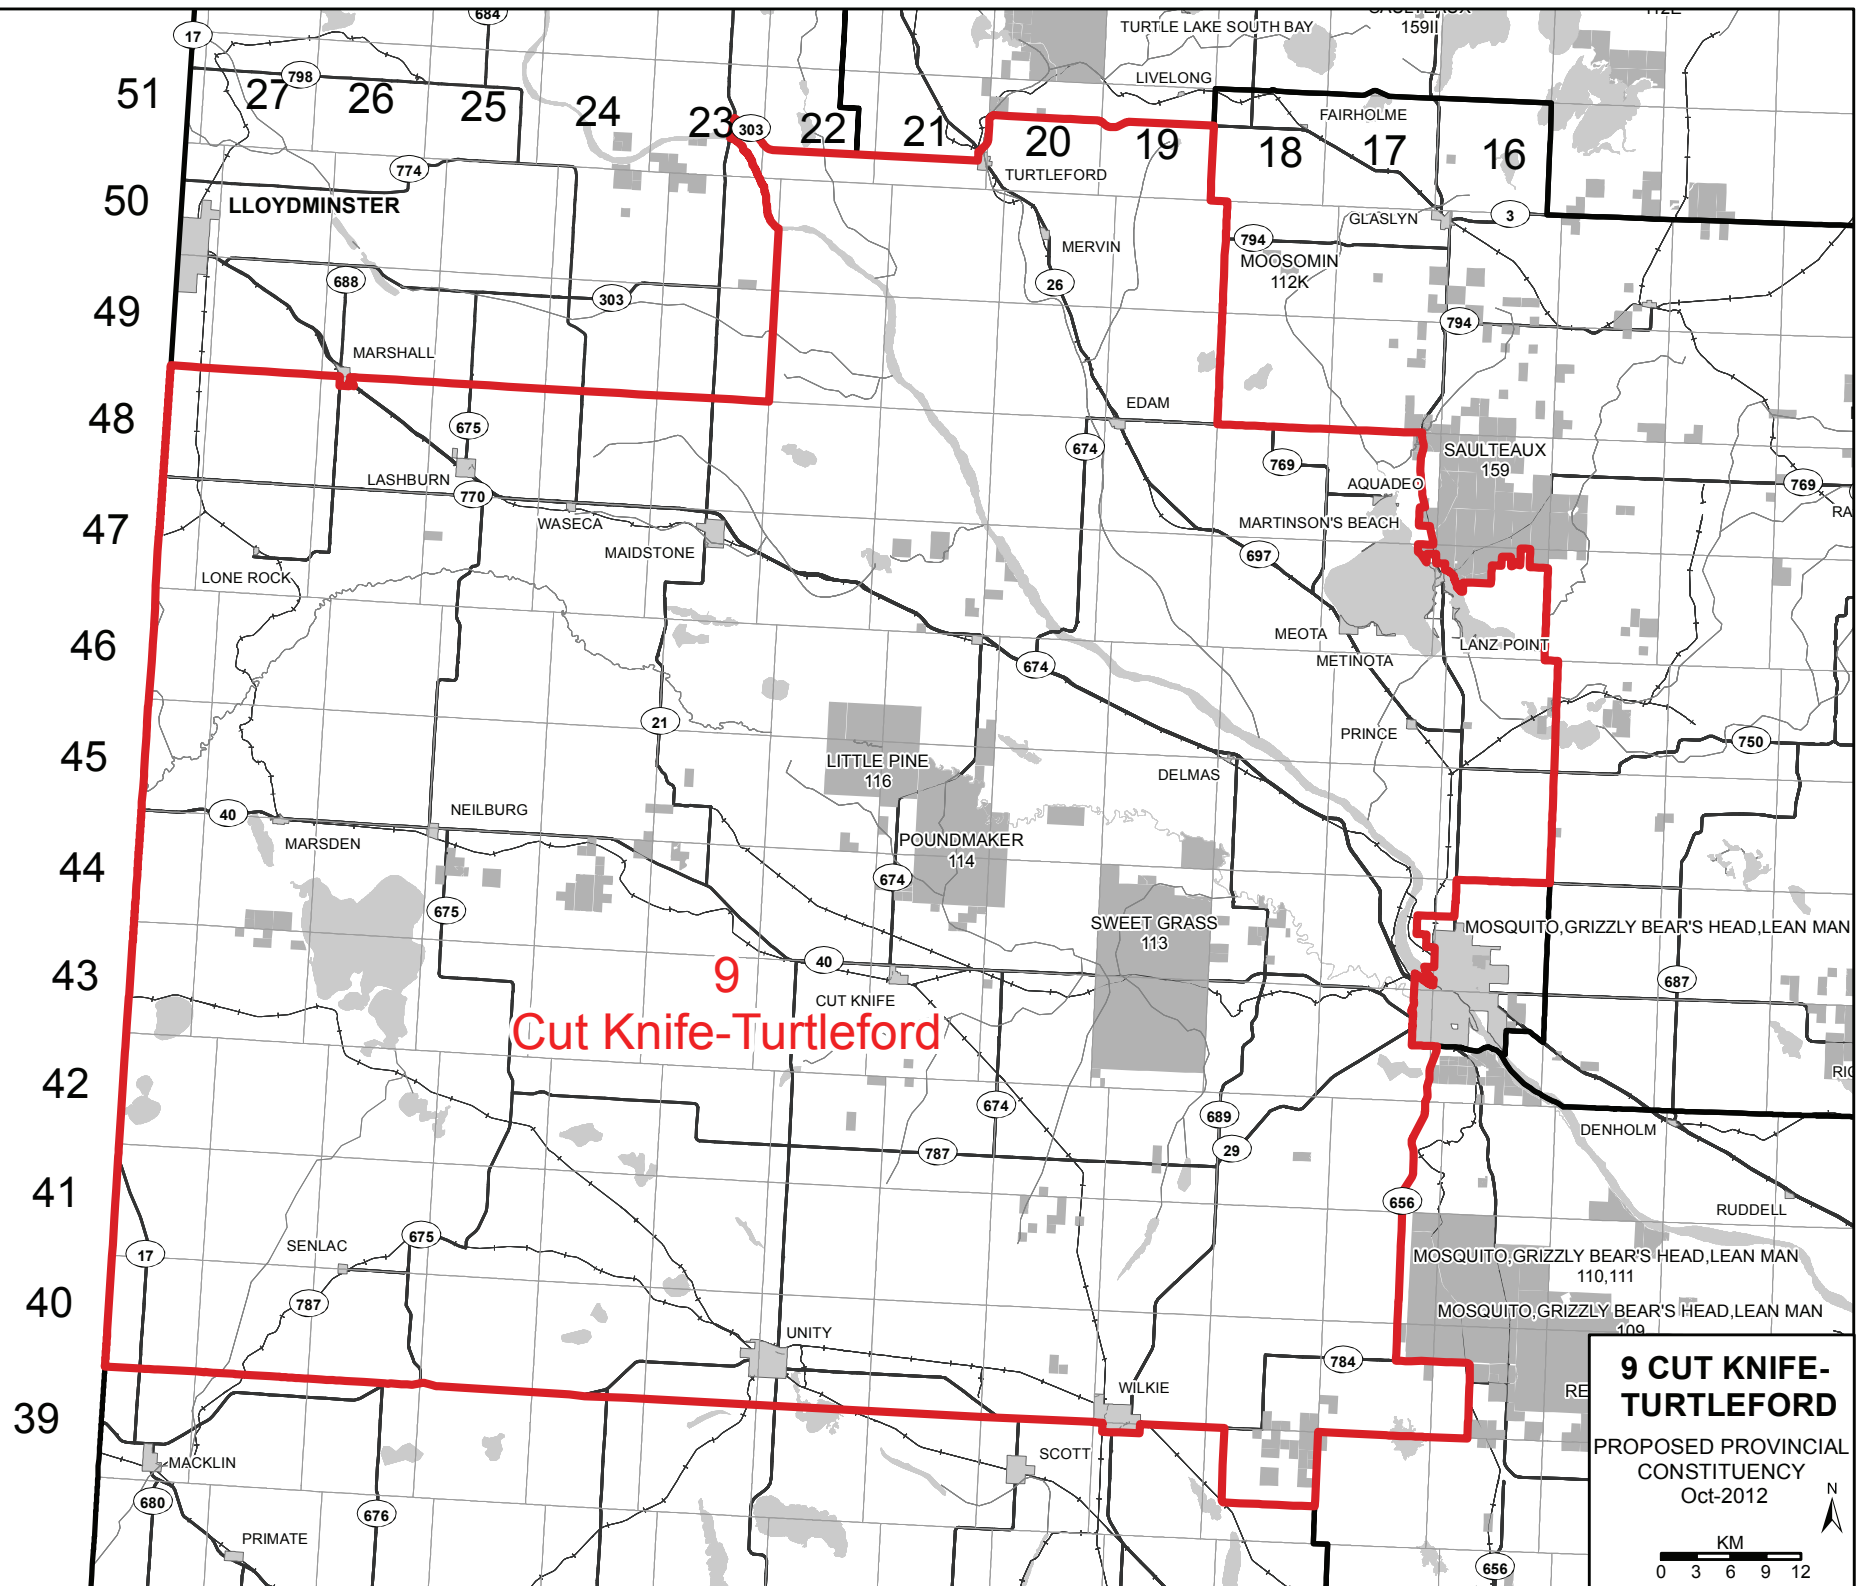 684
SAULTEAUX
159II
112E
TURTLE LAKE SOUTH BAY
17
798
LIVELONG
51
27
26
25
24
23
303
22
21
20
19
FAIRHOLME
18
17
16
TURTLEFORD
774
50
LLOYDMINSTER
GLASLYN
3
MERVIN
794
MOOSOMIN
112K
688
26
303
49
794
MARSHALL
EDAM
48
675
674
769
SAULTEAUX
159
LASHBURN
770
AQUADEO
769
RA
WASECA
MARTINSON'S BEACH
47
MAIDSTONE
697
LONE ROCK
46
MEOTA
LANZ POINT
674
METINOTA
21
PRINCE
750
45
LITTLE PINE
116
DELMAS
40
NEILBURG
MARSDEN
POUNDMAKER
114
44
674
675
SWEET GRASS
113
MOSQUITO,GRIZZLY BEAR'S HEAD,LEAN MAN
43
9
40
CUT KNIFE
687
Cut Knife-Turtleford
42
RIC
674
689
DENHOLM
787
29
41
656
RUDDELL
17
SENLAC
675
MOSQUITO,GRIZZLY BEAR'S HEAD,LEAN MAN
110,111
40
787
MOSQUITO,GRIZZLY BEAR'S HEAD,LEAN MAN
109
UNITY
784
WILKIE
RE
39
SCOTT
MACKLIN
680
676
PRIMATE
656
9 CUT KNIFE-
TURTLEFORD
PROPOSED PROVINCIAL
CONSTITUENCY
Oct-2012
N
KM
0 3 6 9 12